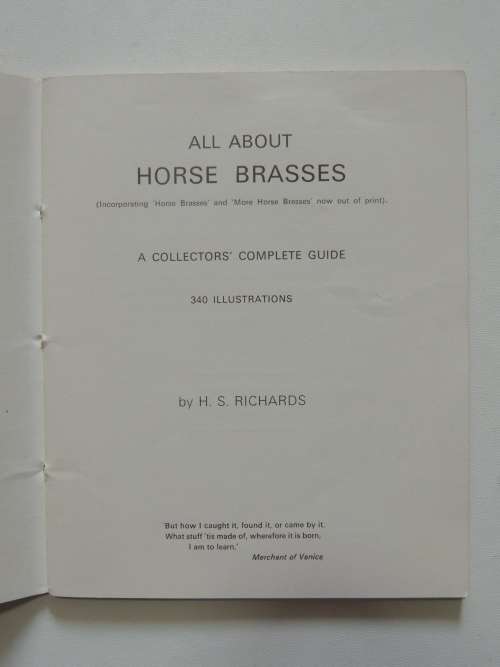 ALL ABOUT
HORSE BRASSES
(Incorporating 'Horse Brasses' and 'More Horse Brasses' now out of print).
A COLLECTORS' COMPLETE GUIDE
340 ILLUSTRATIONS
by H. S. RICHARDS
'But how I caught it, found it, or came by it,
What stuff 'tis made of, wherefore it is born,
I am to learn.'
Merchant of Venice